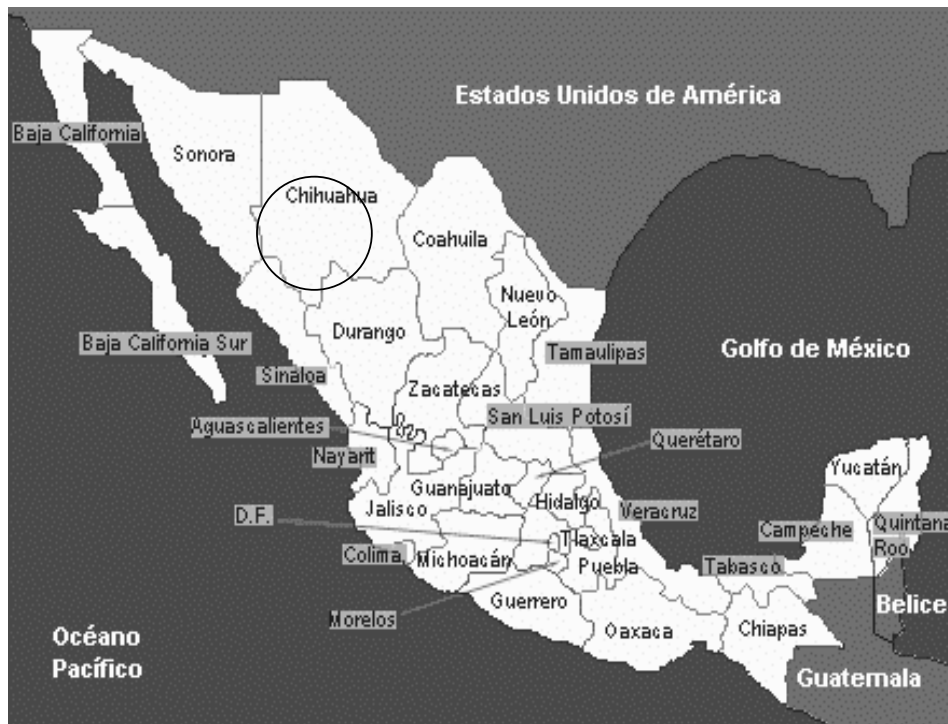 Estados Unidos de América
Baja California
Sonora
Chihuahua
Coahuila
Nuevo
León
Durango
Baja California Sur
Tamaulipas
Golfo de México
Sinaloa
Zacatecas
San Luis Potosí
Aguascalientes
Querétaro
Nayarit
Yucatán
Guanajuato
Hidalgo
Jalisco
Veracruz
D.F.
Campeche
Quintana
Roo
Tlaxcala
Colima
Michoacán
Puebla
Tabasco
Guerrero
Belice
Morelos
Oaxaca
Chiapas
Océano
Pacífico
Guatemala